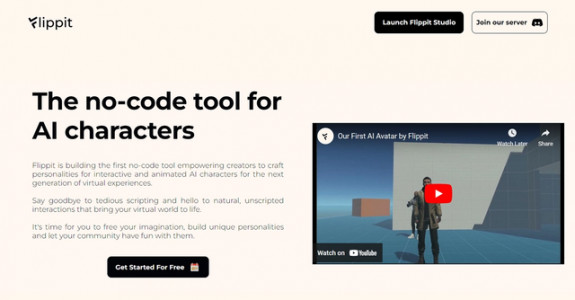 Flippit
Launch Flippit Studio
Join our server
The no-code tool for
AI characters
Flippit is building the first no-code tool empowering creators to craft
personalities for interactive and animated AI characters for the next
generation of virtual experiences.
Say goodbye to tedious scripting and hello to natural, unscripted
interactions that bring your virtual world to life.
It's time for you to free your imagination, build unique personalities
and let your community have fun with them.
Get Started For Free
Our First AI Avatar by Flippit
Watch Later
Share
Watch on YouTube